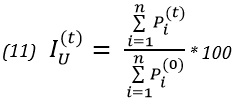 (11) I_U^(t) = \frac{\sum_{i=1}^{n} P_i^{(t)}}{\sum_{i=1}^{n} P_i^{(0)}} * 100